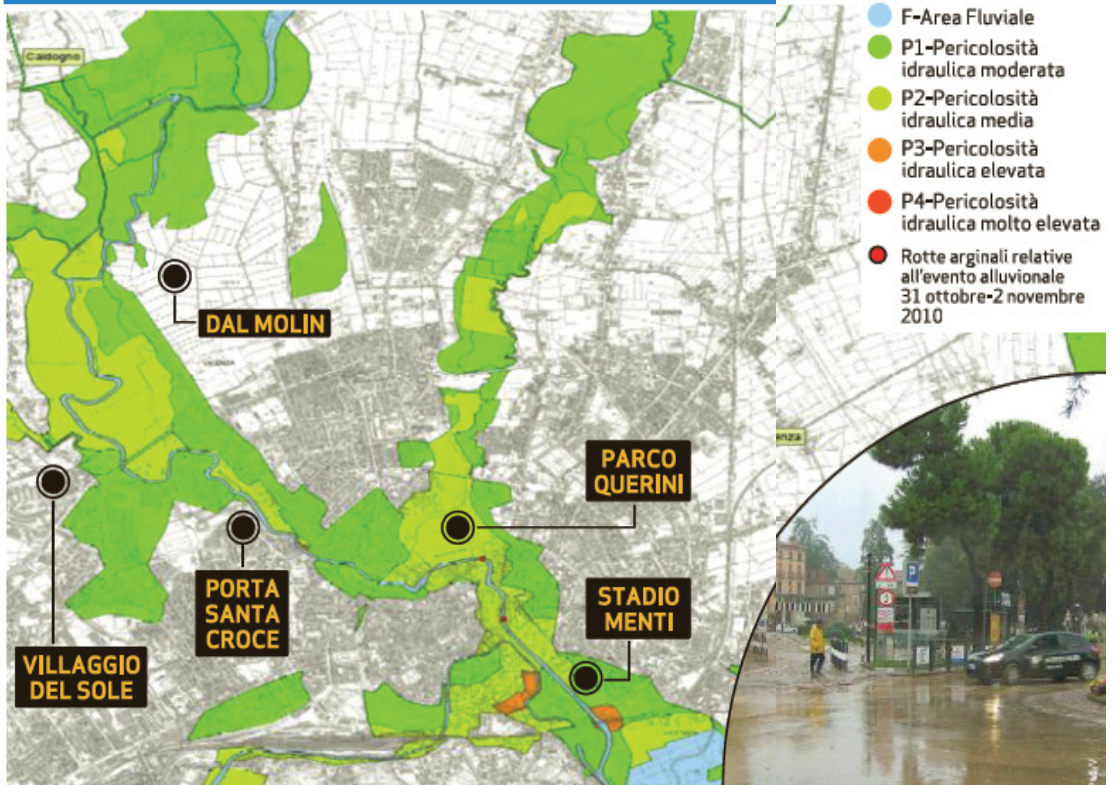 Caldogno
DAL MOLIN
PARCO
QUERINI
PORTA
SANTA
CROCE
STADIO
MENTI
VILLAGGIO
DEL SOLE
F-Area Fluviale
P1-Pericolosità
idraulica moderata
P2-Pericolosità
idraulica media
P3-Pericolosità
idraulica elevata
P4-Pericolosità
idraulica molto elevata
Rotte arginali relative
all'evento alluvionale
31 ottobre-2 novembre
2010
enza
P